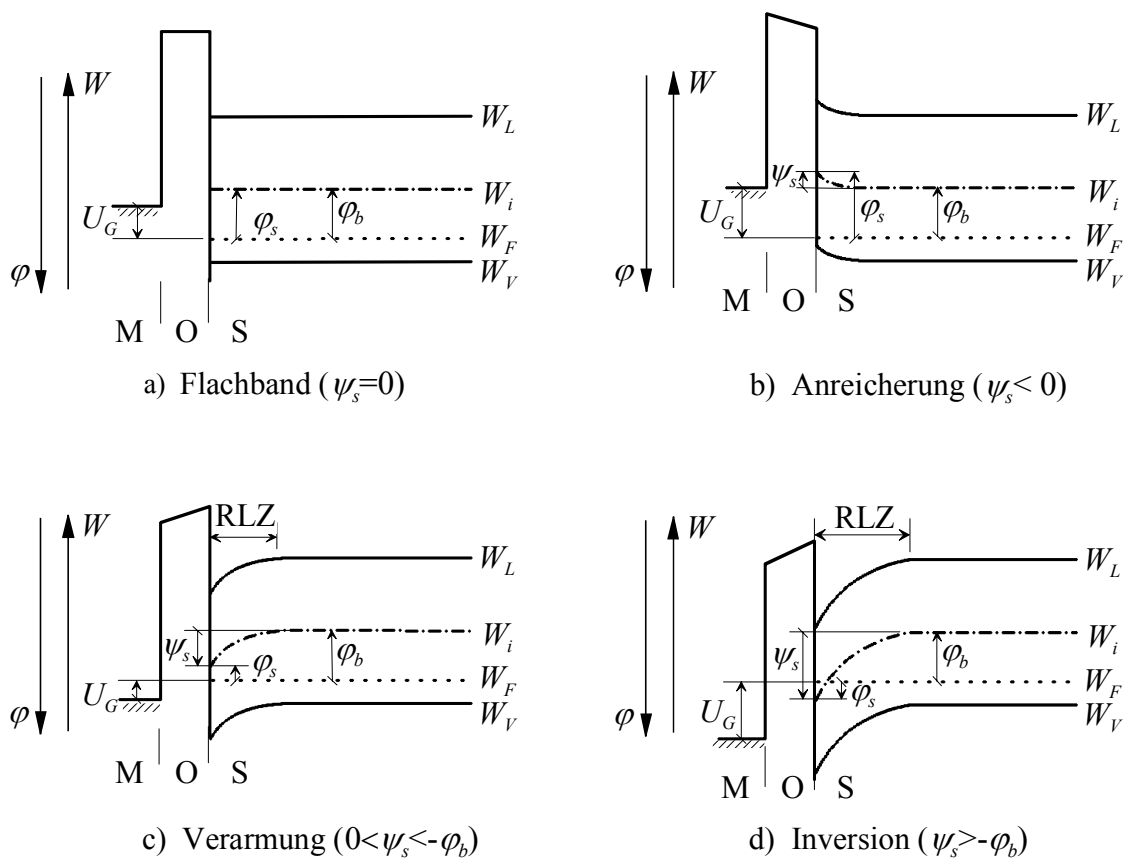 W
φ
W_L
W_i
W_F
W_V
U_G
φ_s
φ_b
M O S
a) Flachband (ψ_s=0)
W
φ
W_L
W_i
W_F
W_V
ψ_s
U_G
φ_s
φ_b
M O S
b) Anreicherung (ψ_s< 0)
W
φ
RLZ
W_L
W_i
W_F
W_V
ψ_s
φ_s
φ_b
U_G
M O S
c) Verarmung (0<ψ_s<-φ_b)
W
φ
RLZ
W_L
W_i
W_F
W_V
ψ_s
φ_b
φ_s
U_G
M O S
d) Inversion (ψ_s>-φ_b)